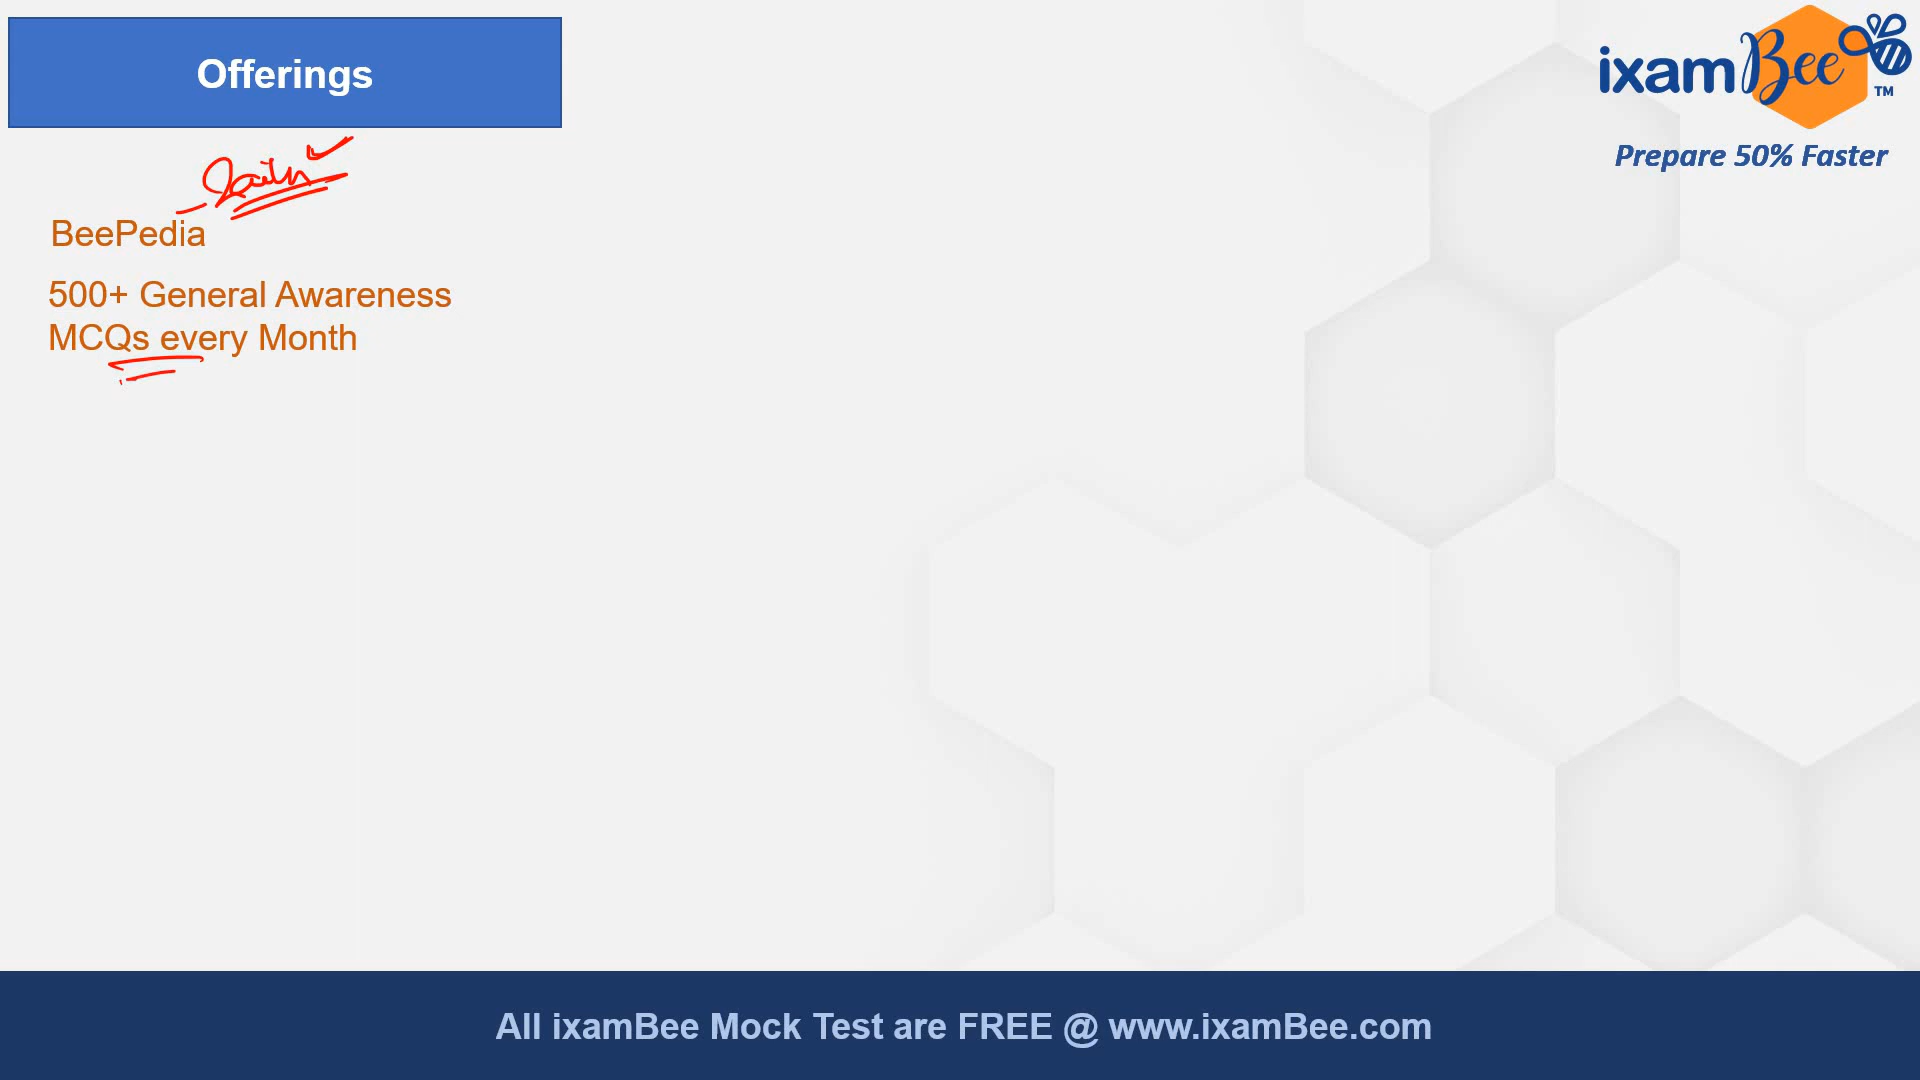 Offerings
ixamBee TM
Prepare 50% Faster
BeePedia
500+ General Awareness
MCQs every Month
All ixamBee Mock Test are FREE @ www.ixamBee.com